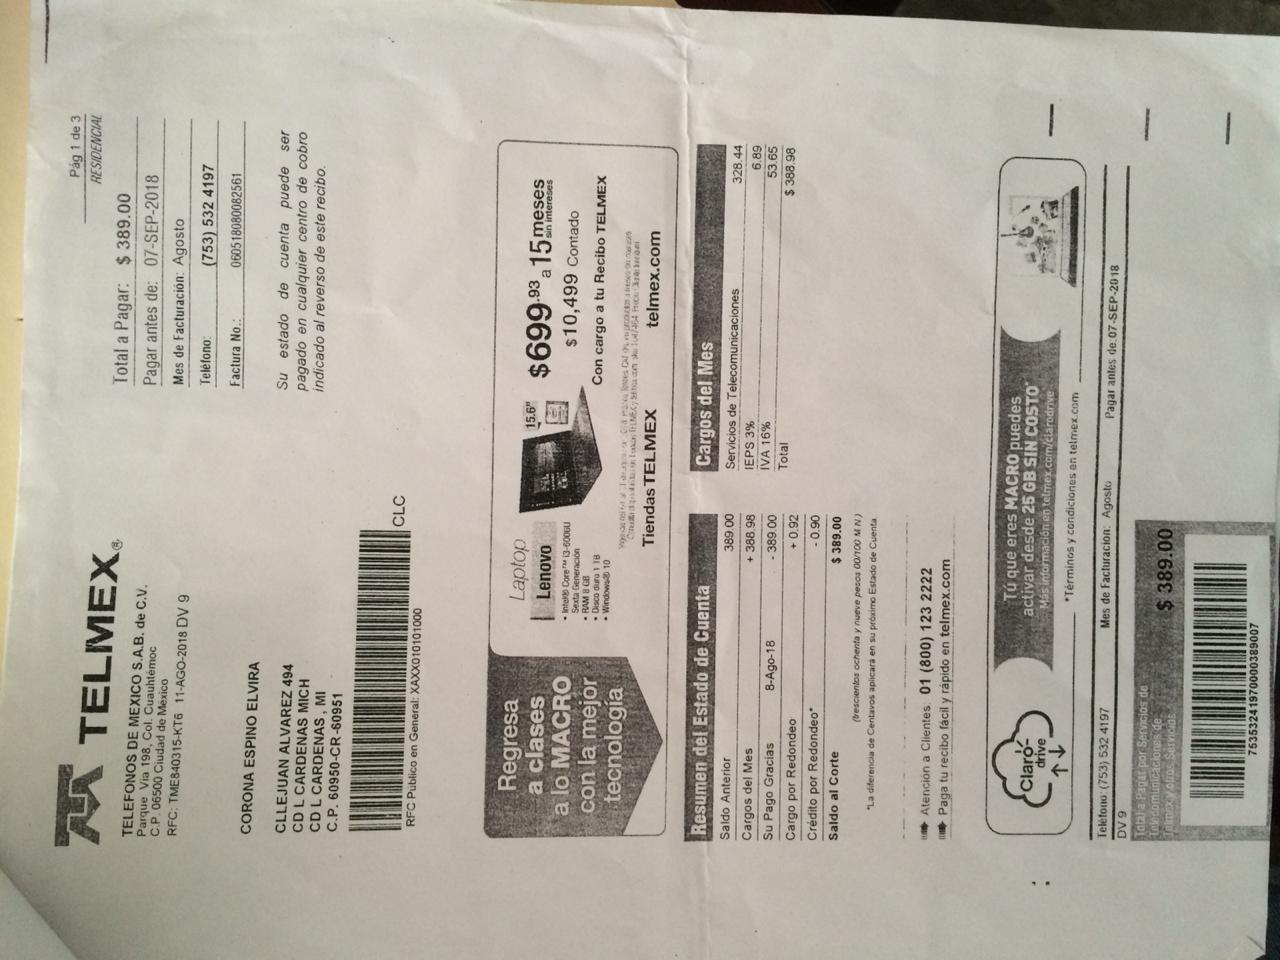 Pág 1 de 3
RESIDENCIAL
TELMEX®
TELEFONOS DE MEXICO S.A.B. de C.V.
Parque Via 198, Col. Cuauhtémoc
C.P. 06500 Ciudad de México
RFC: TME840315-KT6 11-AGO-2018 DV 9
Total a Pagar: $ 389.00
Pagar antes de: 07-SEP-2018
Mes de Facturación: Agosto
Teléfono: (753) 532 4197
Factura No.: 060518080082561
CORONA ESPINO ELVIRA
CLLEJUAN ALVAREZ 494
CD L CARDENAS MICH
CD L CARDENAS , MI
C.P. 60950-CR-60951
Su estado de cuenta puede ser
pagado en cualquier centro de cobro
indicado al reverso de este recibo.
CLC
RFC Público en General: XAXX010101000
Regresa
a clases
a lo MACRO
con la mejor
tecnología
Laptop
Lenovo
• Intel® Core™ i3-6006U
Sexta Generación
• RAM 8 GB
• Disco duro 1 TB
• Windows® 10
15.6"
$699.93 a 15 meses
sin intereses
$10,499 Contado
Con cargo a tu Recibo TELMEX
Tiendas TELMEX telmex.com
Resumen del Estado de Cuenta
Saldo Anterior 389.00
Cargos del Mes + 388.98
Su Pago Gracias 8-Ago-18 - 389.00
Cargo por Redondeo + 0.92
Crédito por Redondeo* - 0.90
Saldo al Corte $ 389.00
(trescientos ochenta y nueve pesos 00/100 M.N.)
*La diferencia de Centavos aplicará en su próximo Estado de Cuenta.
Cargos del Mes
Servicios de Telecomunicaciones 328.44
IEPS 3% 6.89
IVA 16% 53.65
Total $ 388.98
Atención a Clientes: 01 (800) 123 2222
Paga tu recibo fácil y rápido en telmex.com
Claro-
drive
Tú que eres MACRO puedes
activar desde 25 GB SIN COSTO*
Más información en telmex.com/clarodrive
*Términos y condiciones en telmex.com
Teléfono: (753) 532 4197 Mes de Facturación: Agosto Pagar antes de: 07-SEP-2018
DV 9
Total a Pagar por Servicios de
Telecomunicaciones de
Telmex y otros Servicios
$ 389.00
75353241970000389007